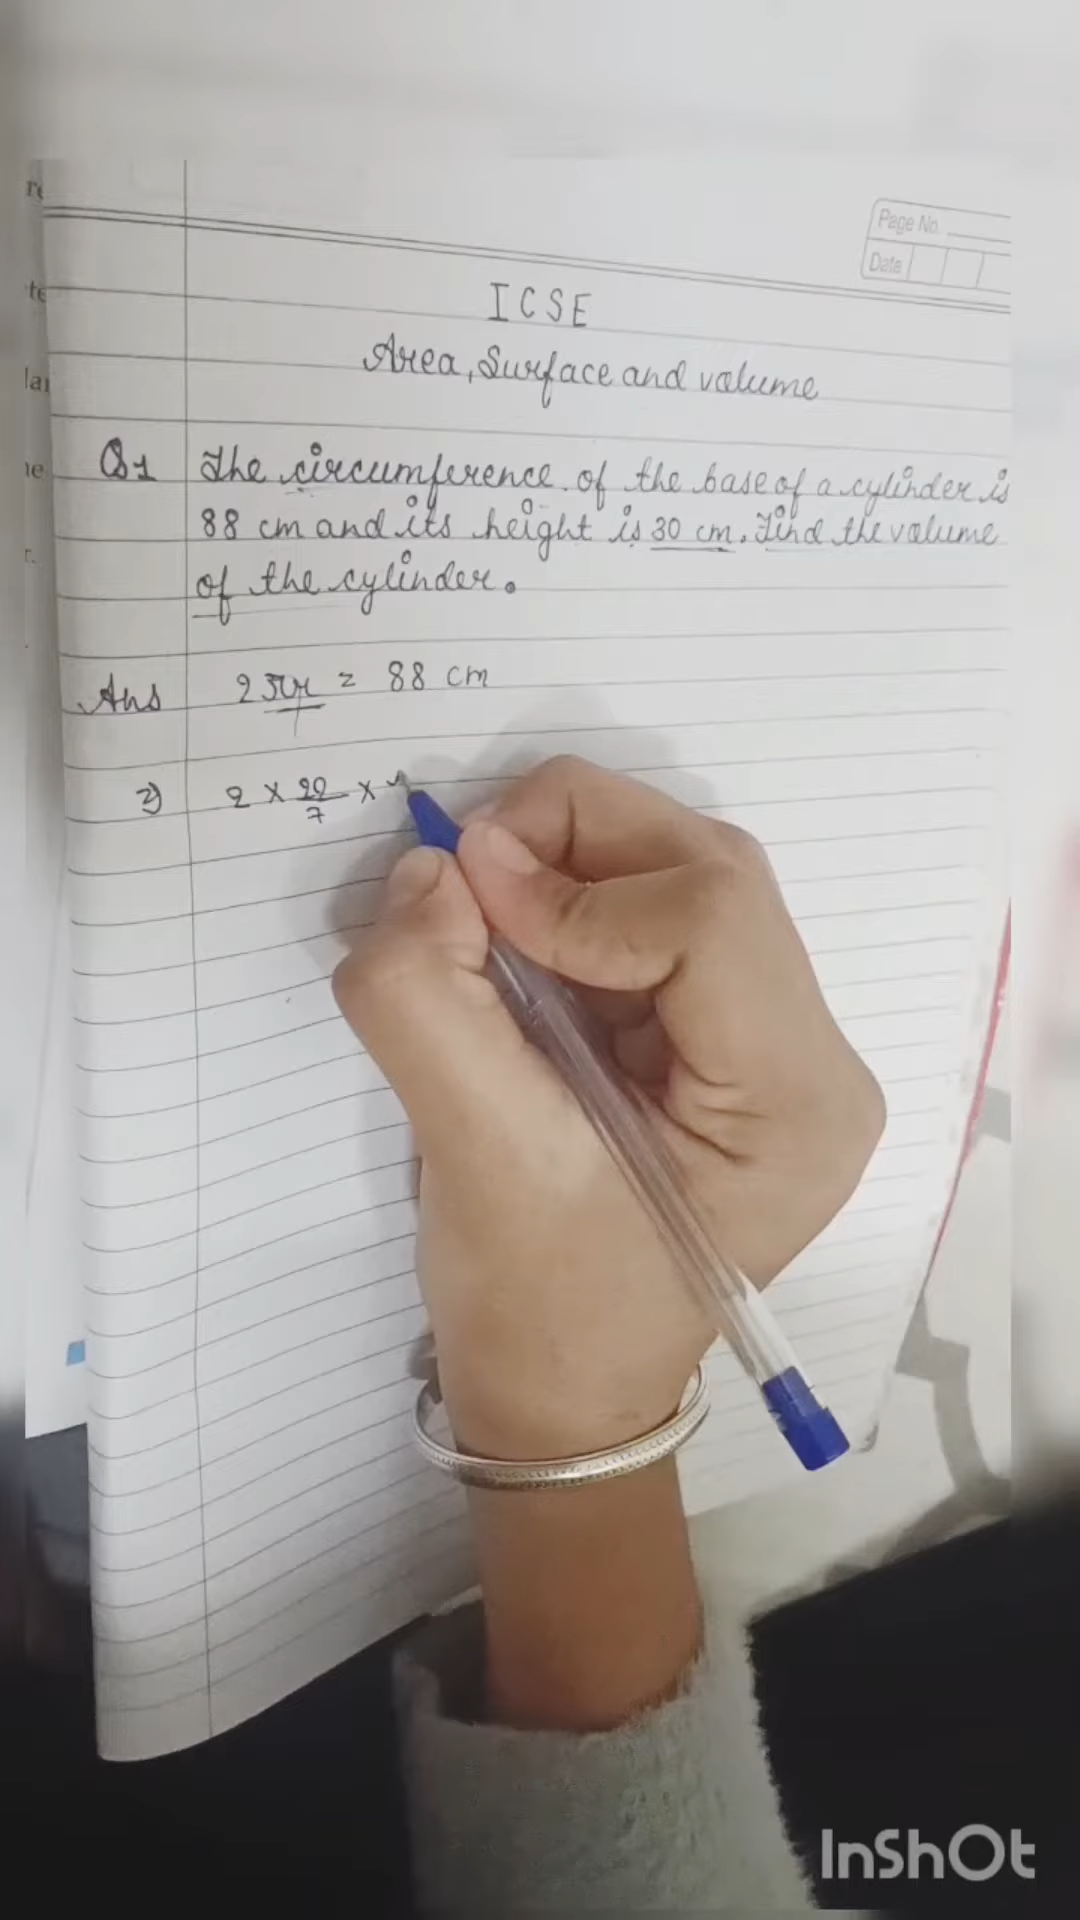 Page No.
Date
ICSE
Area, Surface and volume
Q1 The circumference of the base of a cylinder is
88 cm and its height is 30 cm. Find the volume
of the cylinder.
Ans 2πr = 88 cm
⇒ 2 × 22/7 ×
InShOt